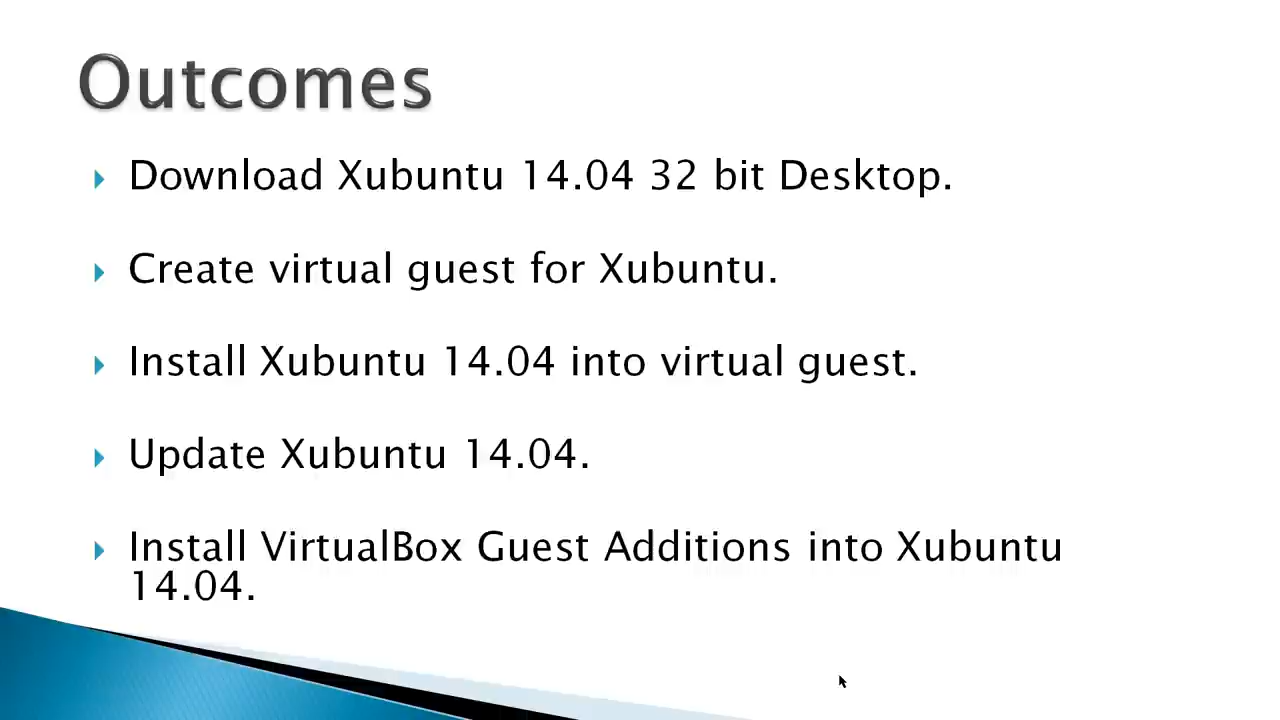 Outcomes
Download Xubuntu 14.04 32 bit Desktop.
Create virtual guest for Xubuntu.
Install Xubuntu 14.04 into virtual guest.
Update Xubuntu 14.04.
Install VirtualBox Guest Additions into Xubuntu
14.04.